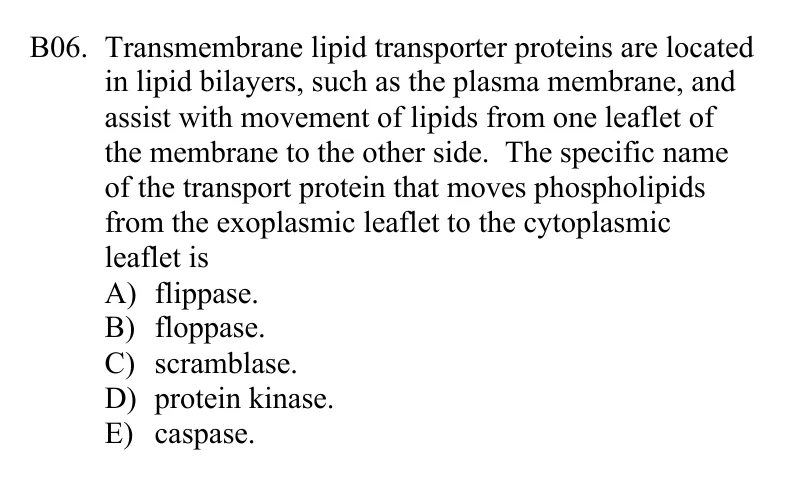 B06. Transmembrane lipid transporter proteins are located
in lipid bilayers, such as the plasma membrane, and
assist with movement of lipids from one leaflet of
the membrane to the other side. The specific name
of the transport protein that moves phospholipids
from the exoplasmic leaflet to the cytoplasmic
leaflet is
A) flippase.
B) floppase.
C) scramblase.
D) protein kinase.
E) caspase.